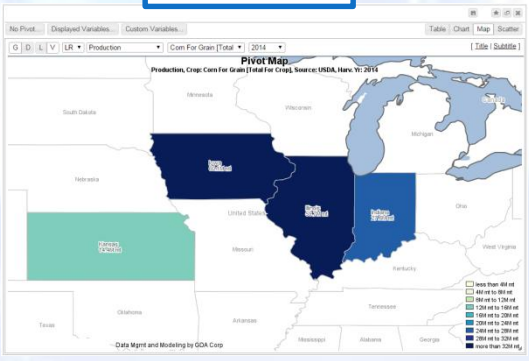 No Pivot... Displayed Variables... Custom Variables...
Table Chart Map Scatter
G D L V LR Production Corn For Grain [Total 2014
[ Title | Subtitle ]
Pivot Map
Production, Crop: Corn For Grain [Total For Crop], Source: USDA, Harv. Yr: 2014
Minnesota
South Dakota
Wisconsin
Canada
Michigan
Iowa
Nebraska
Illinois
Indiana
Ohio
United States
Kansas
Missouri
West Virginia
Kentucky
Oklahoma
Tennessee
Texas
Arkansas
Mississippi
Alabama
Georgia
less than 4M mt
4M mt to 8M mt
8M mt to 12M mt
12M mt to 16M mt
16M mt to 20M mt
20M mt to 24M mt
24M mt to 28M mt
28M mt to 32M mt
more than 32M mt
Data Mgmt and Modeling by GDA Corp